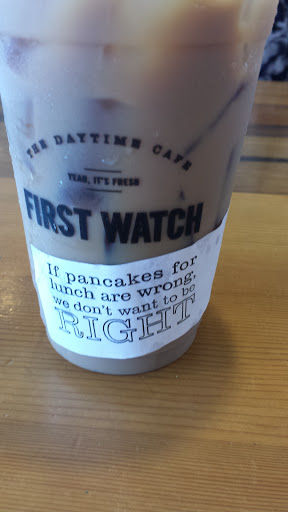 THE DAYTIME CAFE
YEAH, IT'S FRESH
FIRST WATCH
If pancakes for
lunch are wrong,
we don't want to be
RIGHT